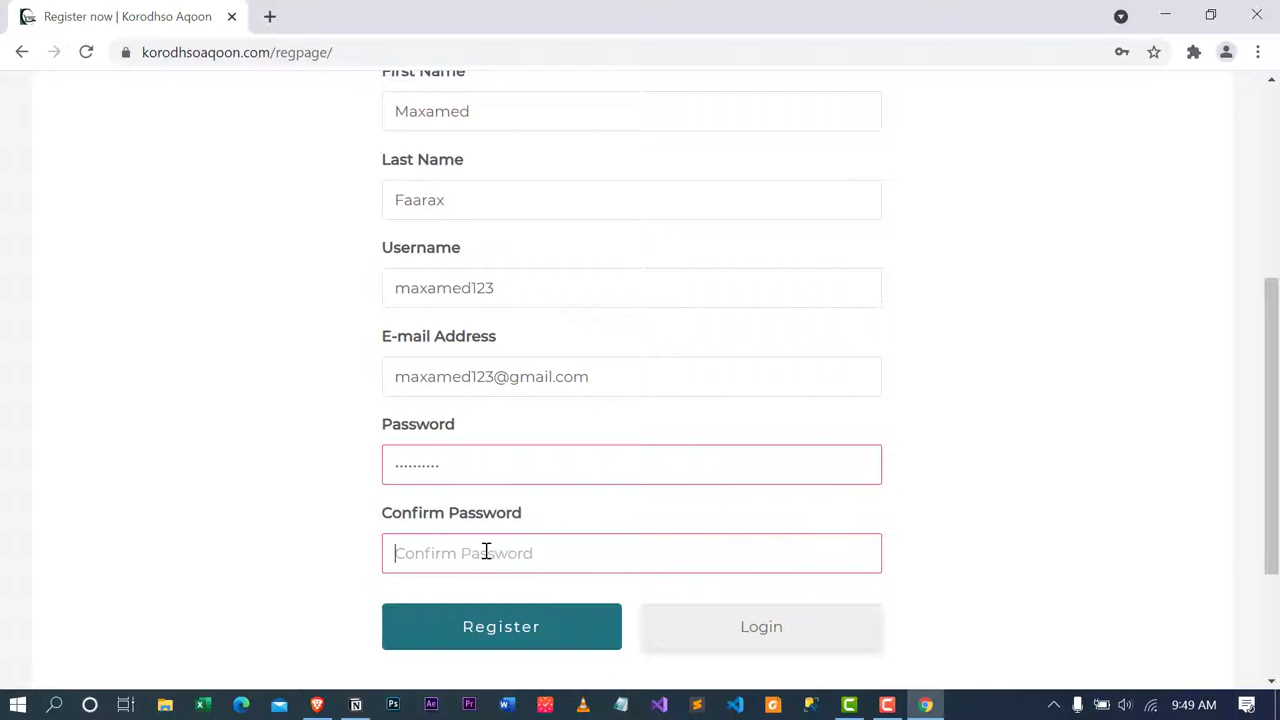 Register now | Korodhso Aqoon
korodhsoaqoon.com/regpage/
First Name
Maxamed
Last Name
Faarax
Username
maxamed123
E-mail Address
maxamed123@gmail.com
Password
··········
Confirm Password
Confirm Password
Register
Login
9:49 AM